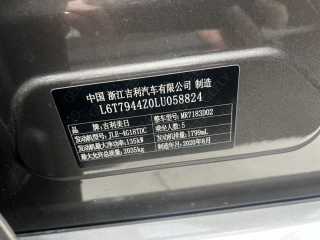 中国 浙江吉利汽车有限公司 制造
L6T7944Z0LU058824
品牌：吉利美日 整车型号：MR7183D02
发动机型号：JLE-4G18TDC 乘坐人数：5
发动机最大净功率：135kW 发动机排量：1799mL
最大允许总质量：2035kg 制造年月：2020年8月